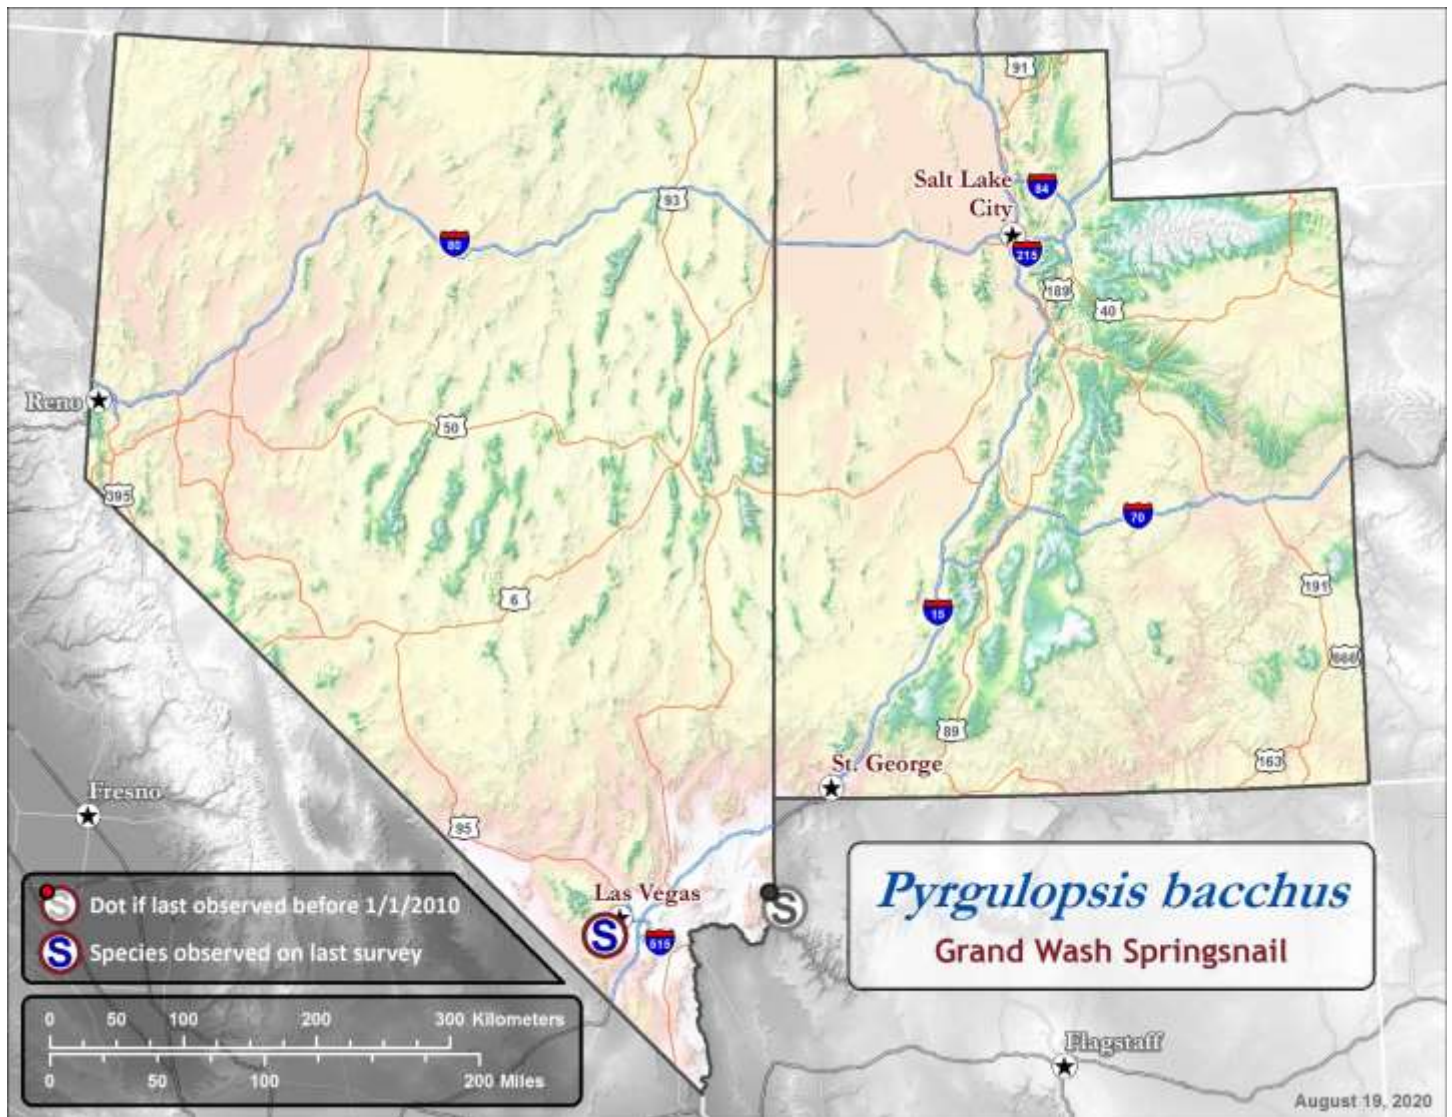 91
84
Salt Lake
City
93
80
215
189
40
Reno
50
395
70
6
191
15
666
89
St. George
163
Fresno
95
Las Vegas
S
S
515
S Dot if last observed before 1/1/2010
S Species observed on last survey
Pyrgulopsis bacchus
Grand Wash Springsnail
0 50 100 200 300 Kilometers
0 50 100 200 Miles
Flagstaff
August 19, 2020